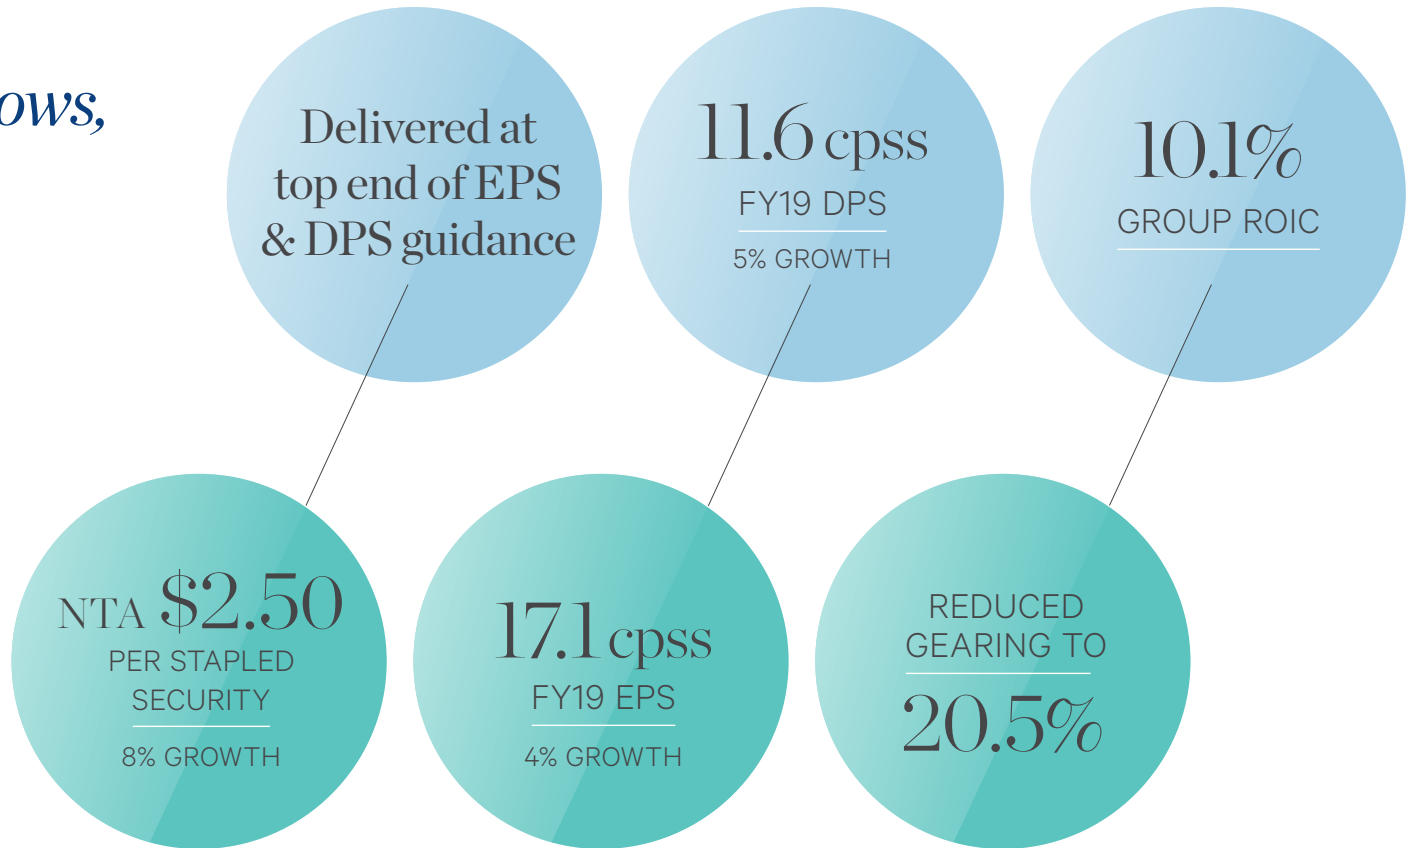 Delivered at
top end of EPS
& DPS guidance
11.6 cpss
FY19 DPS
5% GROWTH
10.1%
GROUP ROIC
NTA $2.50
PER STAPLED
SECURITY
8% GROWTH
17.1 cpss
FY19 EPS
4% GROWTH
REDUCED
GEARING TO
20.5%